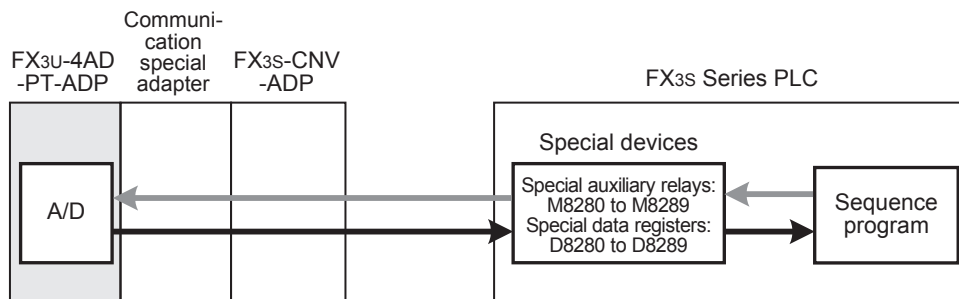 FX3U-4AD
-PT-ADP
Communi-
cation
special
adapter
FX3S-CNV
-ADP
FX3S Series PLC
A/D
Special devices
Special auxiliary relays:
M8280 to M8289
Special data registers:
D8280 to D8289
Sequence
program